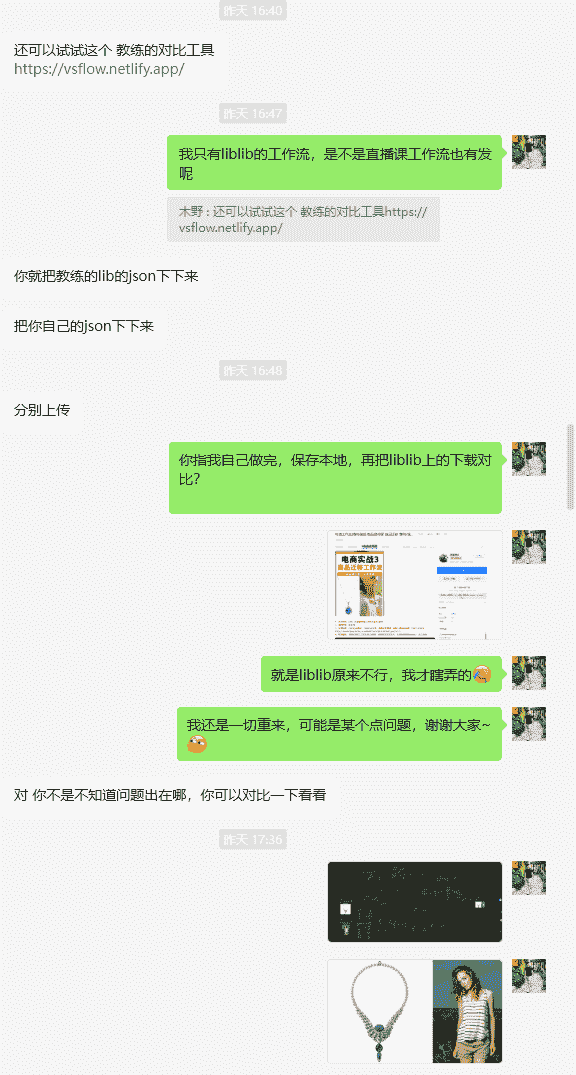 昨天 16:40
还可以试试这个 教练的对比工具
https://vsflow.netlify.app/
昨天 16:47
我只有liblib的工作流，是不是直播课工作流也有发
呢
木野 : 还可以试试这个 教练的对比工具https://
vsflow.netlify.app/
你就把教练的lib的json下下来
把你自己的json下下来
昨天 16:48
分别上传
你指我自己做完，保存本地，再把liblib上的下载对
比？
电商实战3
就是liblib原来不行，我才瞎弄的
我还是一切重来，可能是某个点问题，谢谢大家~
对 你不是不知道问题出在哪，你可以对比一下看看
昨天 17:36